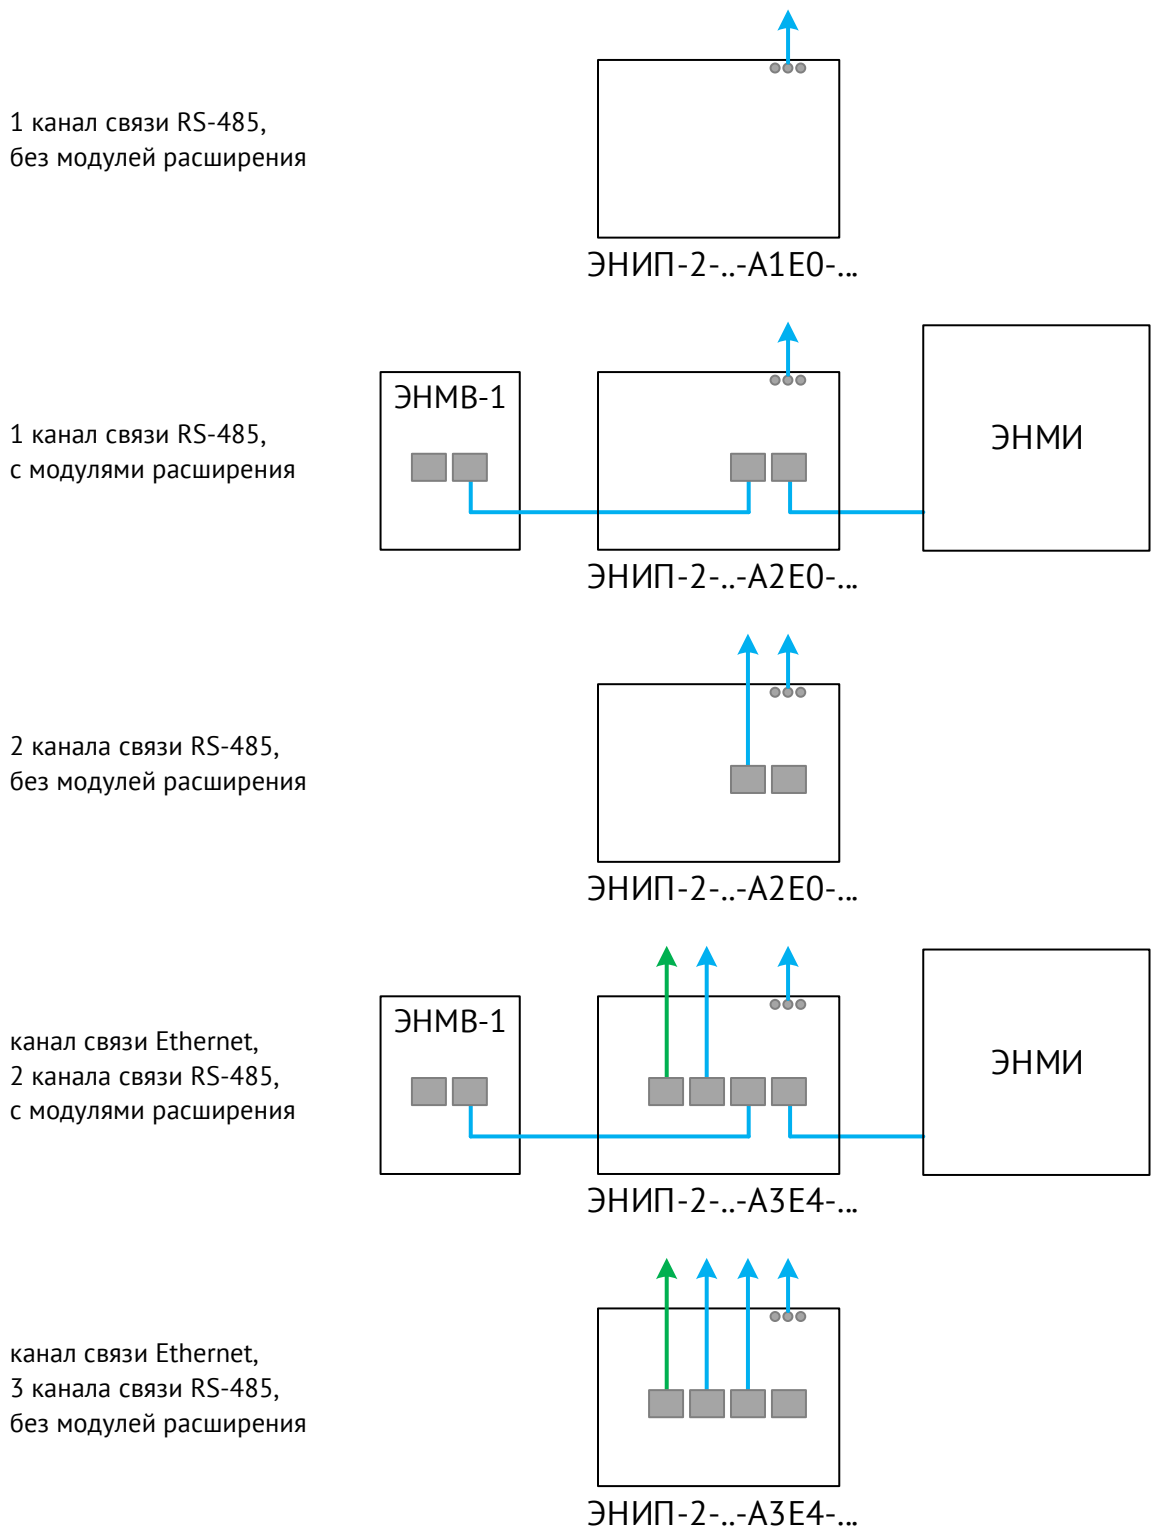 1 канал связи RS-485,
без модулей расширения
ЭНИП-2-..-A1E0-...
1 канал связи RS-485,
с модулями расширения
ЭНМВ-1
ЭНМИ
ЭНИП-2-..-A2E0-...
2 канала связи RS-485,
без модулей расширения
ЭНИП-2-..-A2E0-...
канал связи Ethernet,
2 канала связи RS-485,
с модулями расширения
ЭНМВ-1
ЭНМИ
ЭНИП-2-..-A3E4-...
канал связи Ethernet,
3 канала связи RS-485,
без модулей расширения
ЭНИП-2-..-A3E4-...